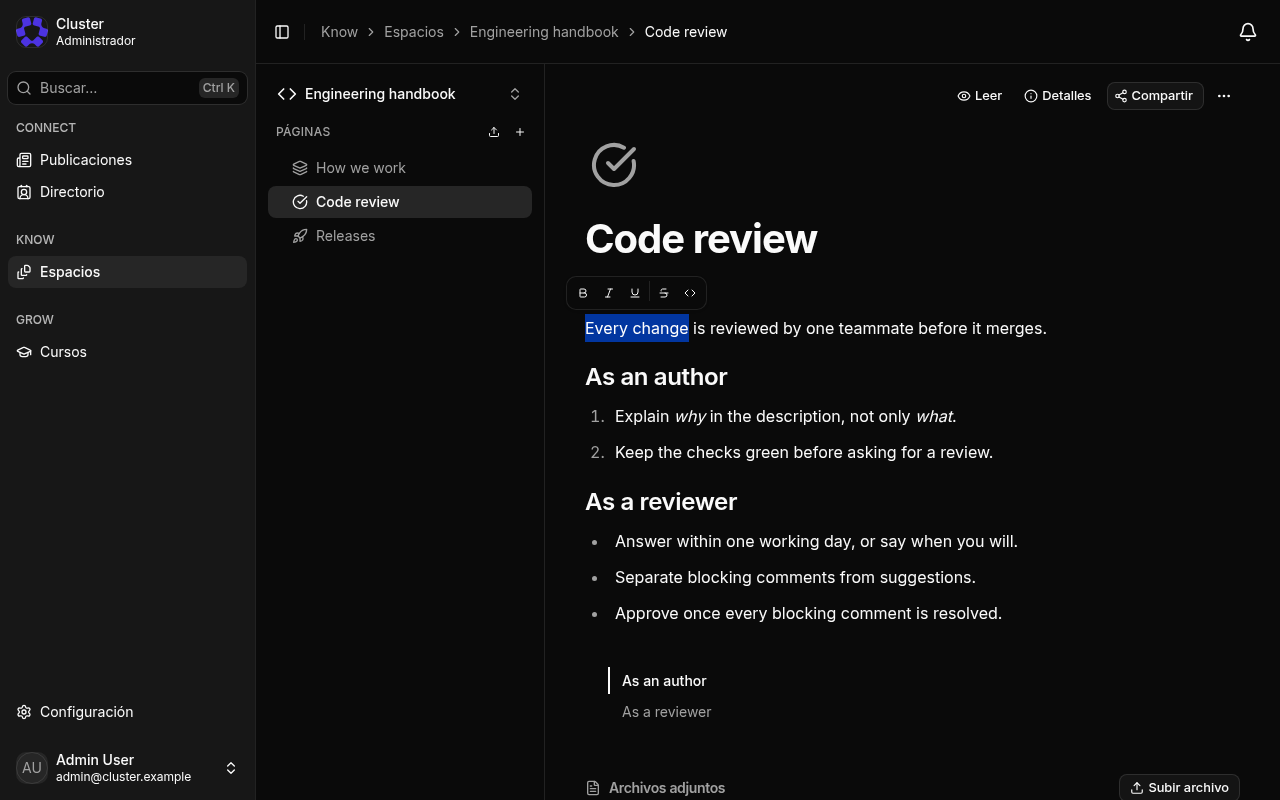 Cluster
Administrador
Buscar...
Ctrl K
CONNECT
Publicaciones
Directorio
KNOW
Espacios
GROW
Cursos
Configuración
AU
Admin User
admin@cluster.example
Know
Espacios
Engineering handbook
Code review
Engineering handbook
PÁGINAS
How we work
Code review
Releases
Leer
Detalles
Compartir
Code review
Every change is reviewed by one teammate before it merges.
As an author
1. Explain why in the description, not only what.
2. Keep the checks green before asking for a review.
As a reviewer
• Answer within one working day, or say when you will.
• Separate blocking comments from suggestions.
• Approve once every blocking comment is resolved.
As an author
As a reviewer
Archivos adjuntos
Subir archivo